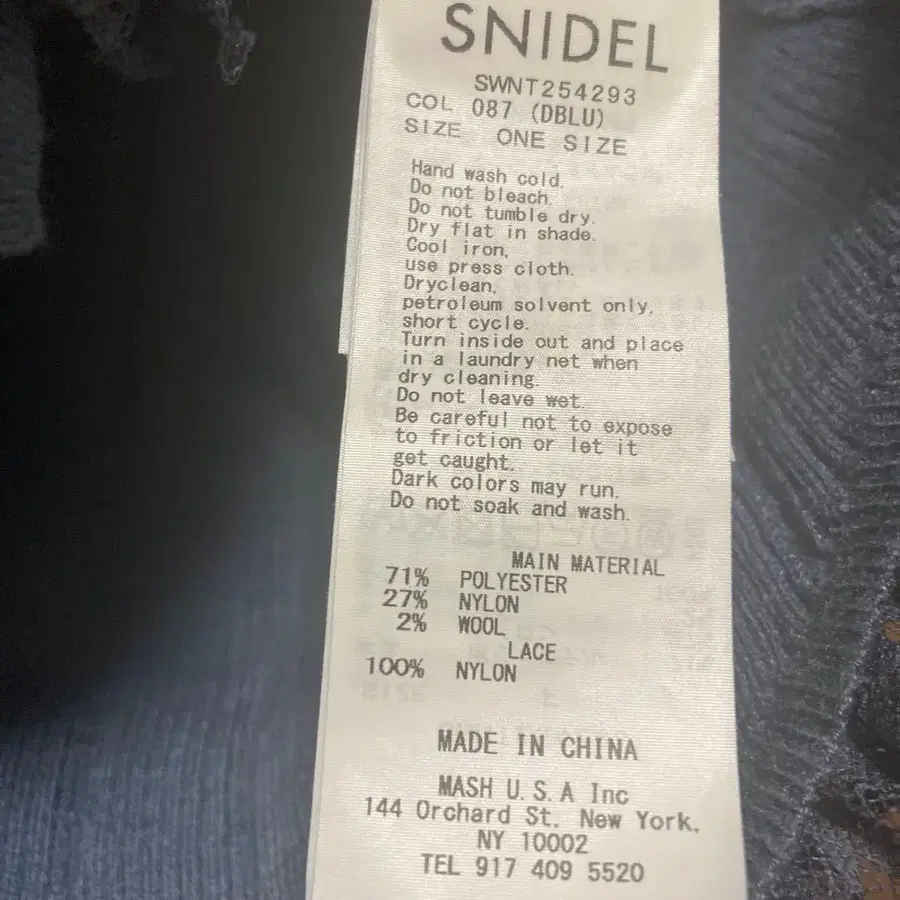 SNIDEL
SWNT254293
COL 087 (DBLU)
SIZE ONE SIZE
Hand wash cold.
Do not bleach.
Do not tumble dry.
Dry flat in shade.
Cool iron,
use press cloth.
Dryclean,
petroleum solvent only,
short cycle.
Turn inside out and place
in a laundry net when
dry cleaning.
Do not leave wet.
Be careful not to expose
to friction or let it
get caught.
Dark colors may run.
Do not soak and wash.
MAIN MATERIAL
71% POLYESTER
27% NYLON
2% WOOL
LACE
100% NYLON
MADE IN CHINA
MASH U.S.A Inc
144 Orchard St. New York,
NY 10002
TEL 917 409 5520